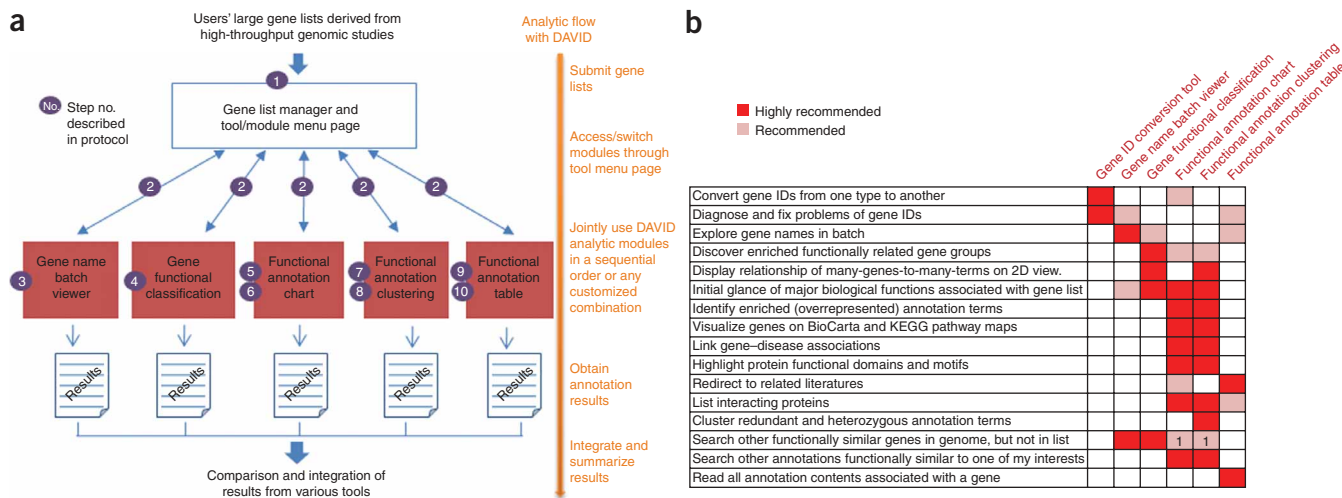 a
Users' large gene lists derived from
high-throughput genomic studies
Analytic flow
with DAVID
1
No.
Step no.
described
in protocol
Gene list manager and
tool/module menu page
Submit gene
lists
Access/switch
modules through
tool menu page
2
2
2
2
2
3
Gene name
batch
viewer
4
Gene
functional
classification
5
6
Functional
annotation
chart
7
8
Functional
annotation
clustering
9
10
Functional
annotation
table
Jointly use DAVID
analytic modules
in a sequential
order or any
customized
combination
Results
Results
Results
Results
Results
Obtain
annotation
results
Integrate and
summarize
results
Comparison and integration of
results from various tools
b
Highly recommended
Recommended
Gene ID conversion tool
Gene name batch viewer
Gene functional classification
Functional annotation chart
Functional annotation clustering
Functional annotation table
Convert gene IDs from one type to another
Diagnose and fix problems of gene IDs
Explore gene names in batch
Discover enriched functionally related gene groups
Display relationship of many-genes-to-many-terms on 2D view.
Initial glance of major biological functions associated with gene list
Identify enriched (overrepresented) annotation terms
Visualize genes on BioCarta and KEGG pathway maps
Link gene–disease associations
Highlight protein functional domains and motifs
Redirect to related literatures
List interacting proteins
Cluster redundant and heterozygous annotation terms
Search other functionally similar genes in genome, but not in list 1 1
Search other annotations functionally similar to one of my interests
Read all annotation contents associated with a gene